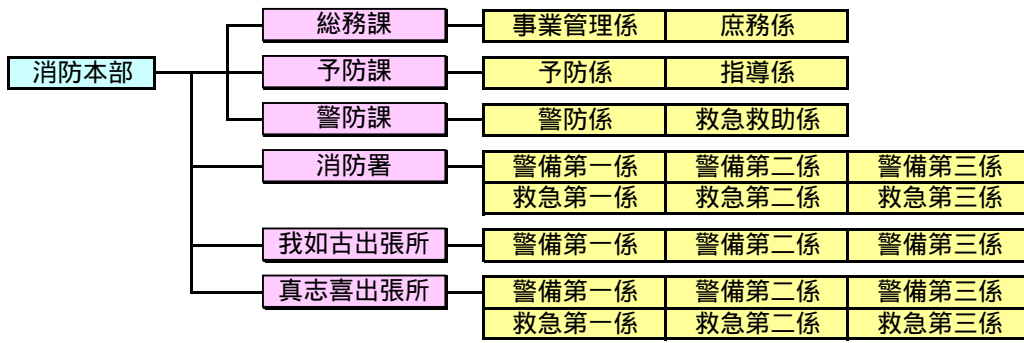 総務課 事業管理係 庶務係
消防本部 予防課 予防係 指導係
警防課 警防係 救急救助係
消防署 警備第一係 警備第二係 警備第三係
救急第一係 救急第二係 救急第三係
我如古出張所 警備第一係 警備第二係 警備第三係
真志喜出張所 警備第一係 警備第二係 警備第三係
救急第一係 救急第二係 救急第三係